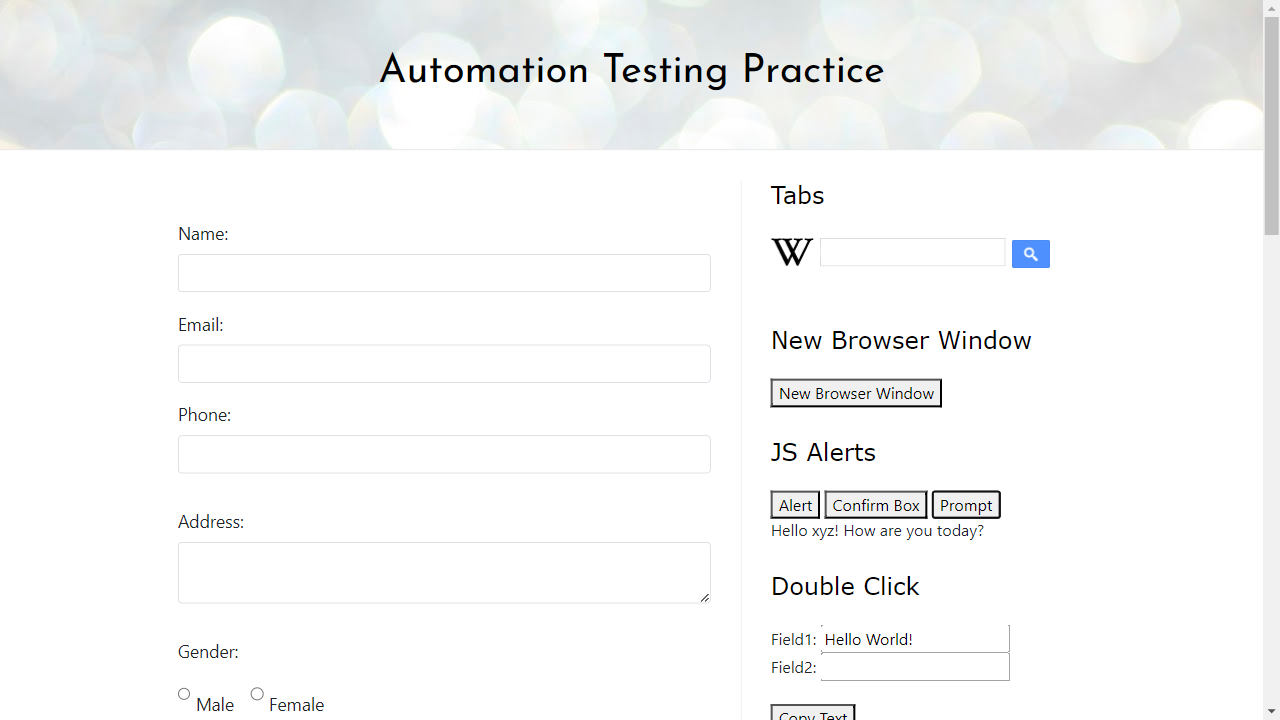 Automation Testing Practice
Name:
Email:
Phone:
Address:
Gender:
Male Female
Tabs
W
New Browser Window
New Browser Window
JS Alerts
Alert Confirm Box Prompt
Hello xyz! How are you today?
Double Click
Field1: Hello World!
Field2:
Copy Text